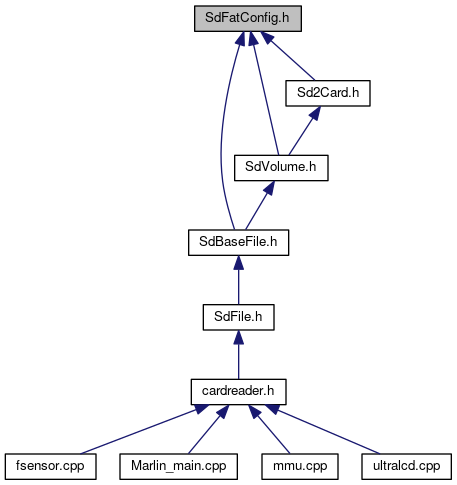 SdFatConfig.h
Sd2Card.h
SdVolume.h
SdBaseFile.h
SdFile.h
cardreader.h
fsensor.cpp
Marlin_main.cpp
mmu.cpp
ultralcd.cpp